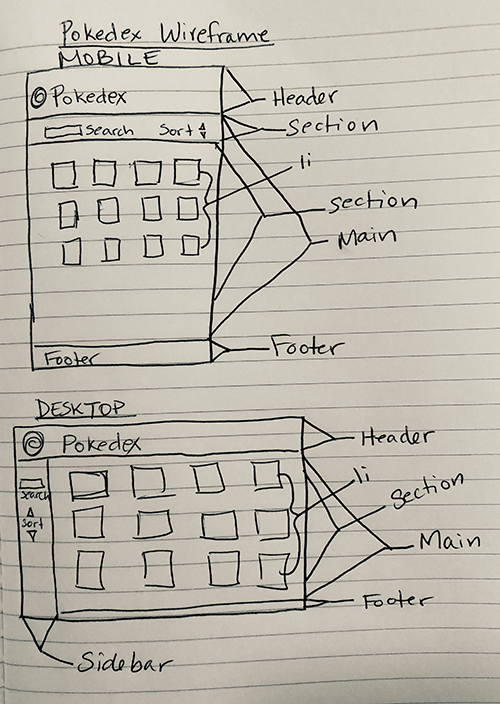 Pokedex Wireframe
MOBILE
Pokedex
Header
Search Sort
Section
li
section
Main
Footer
Footer
DESKTOP
Pokedex
Header
li
Search
Section
Sort
Main
Footer
Sidebar